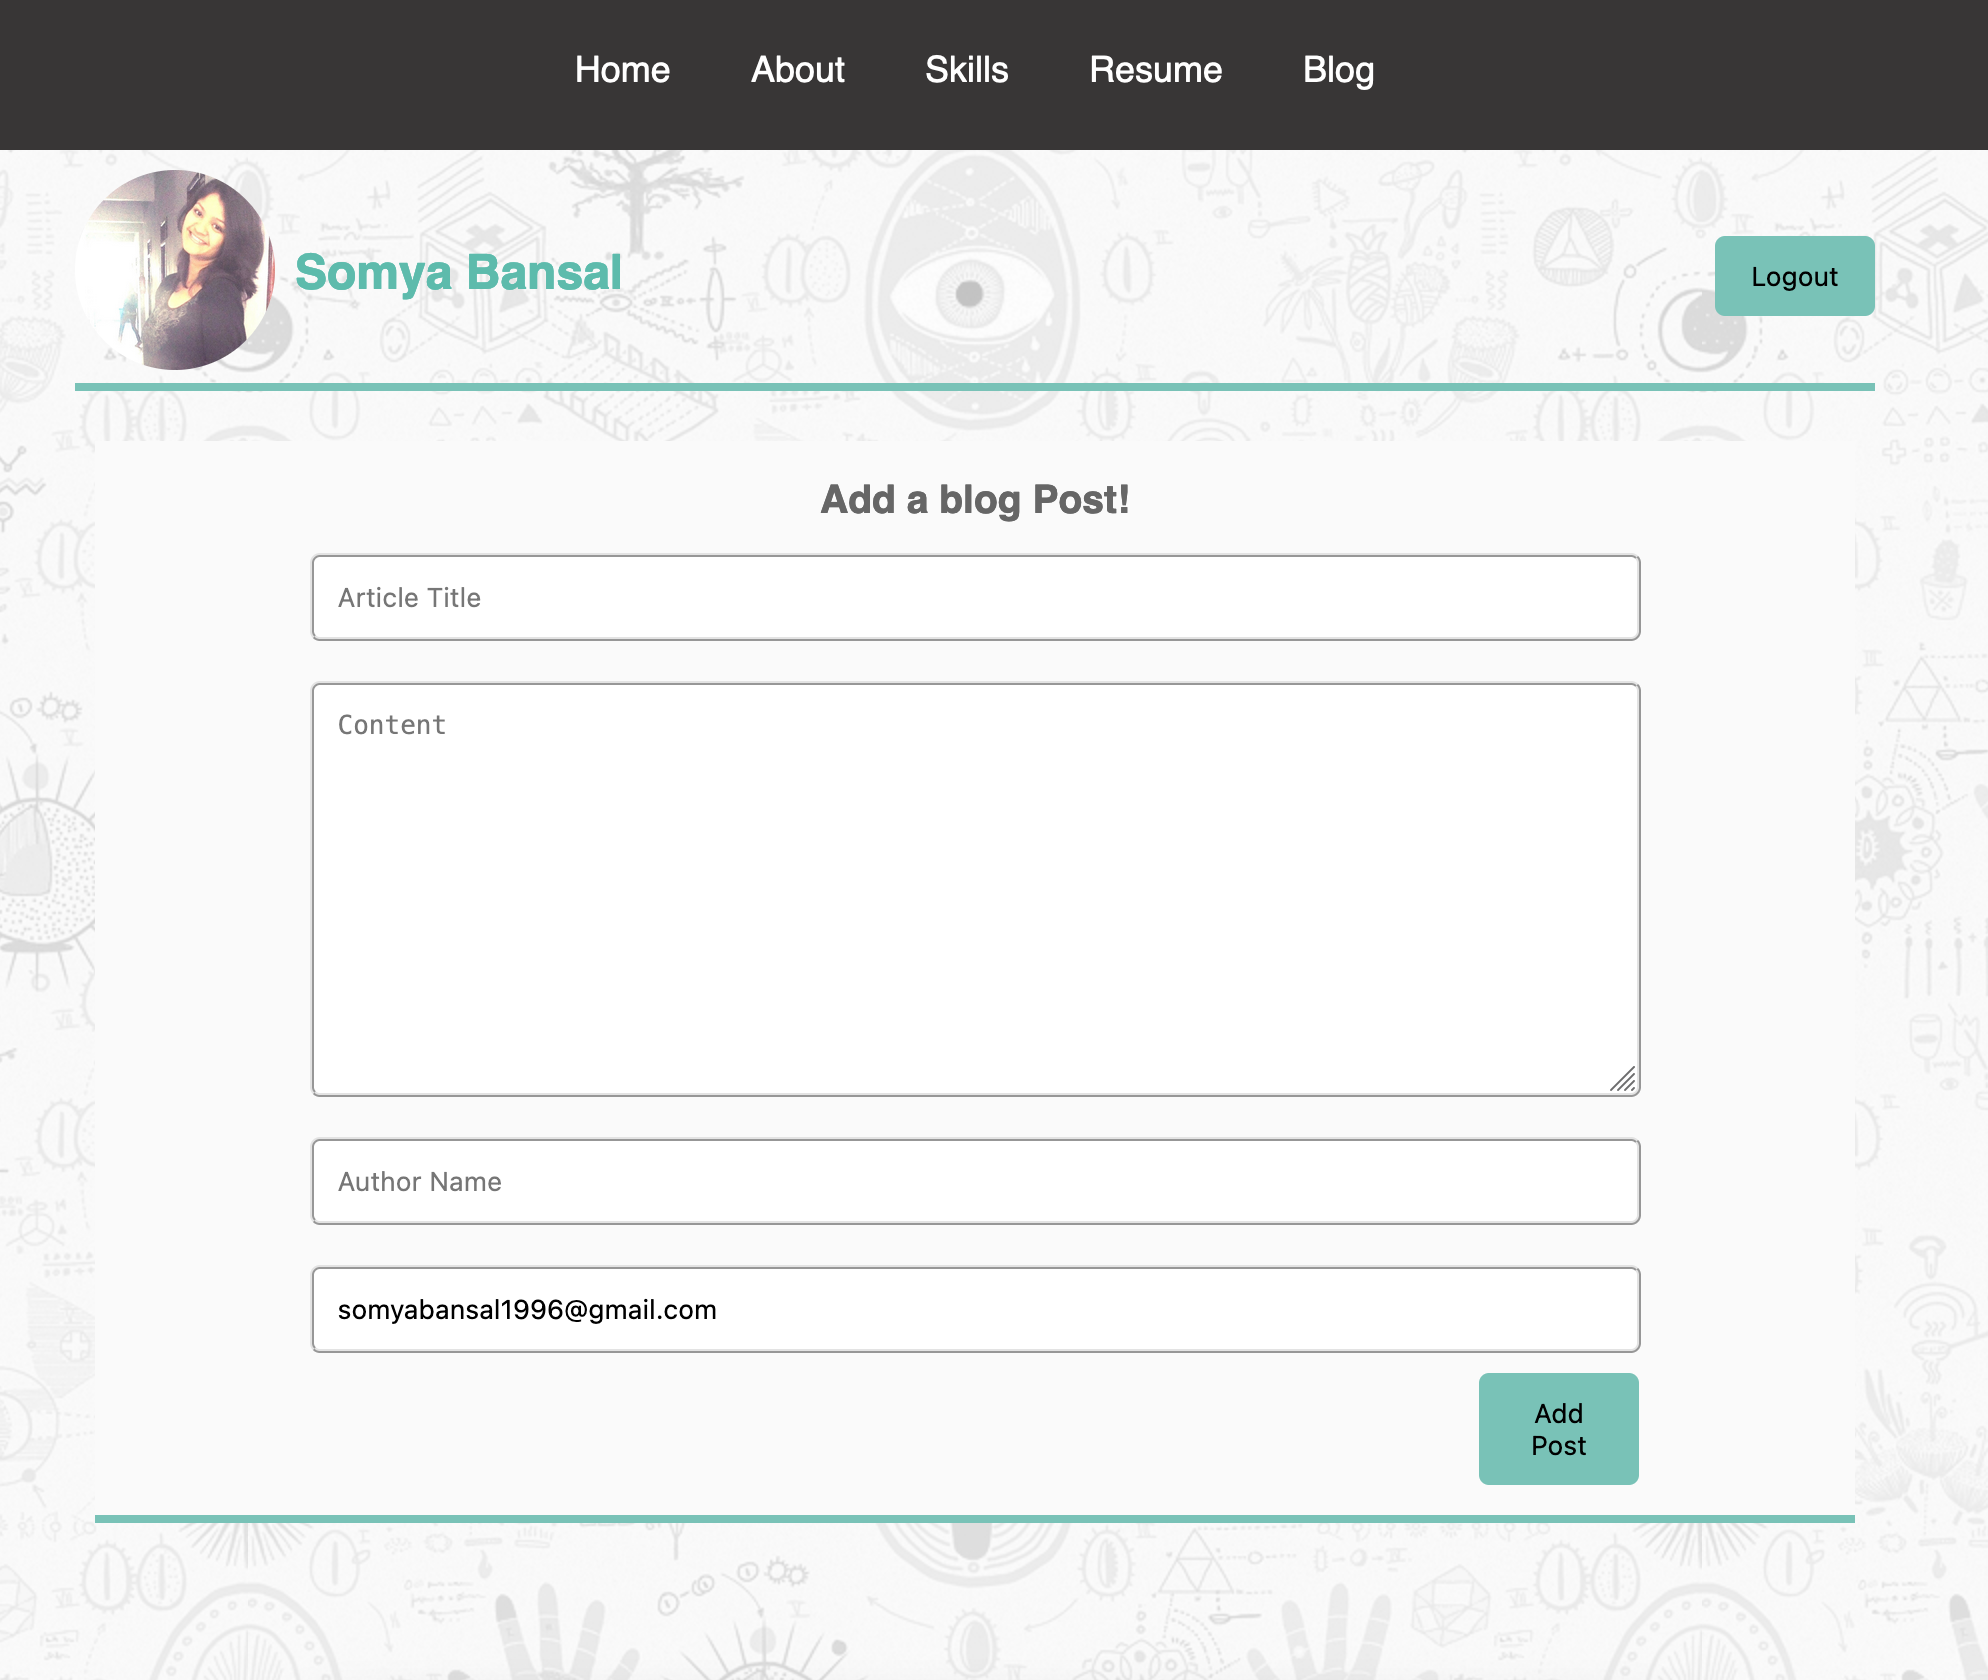 Home About Skills Resume Blog
Somya Bansal
Logout
Add a blog Post!
Article Title
Content
Author Name
somyabansal1996@gmail.com
Add
Post